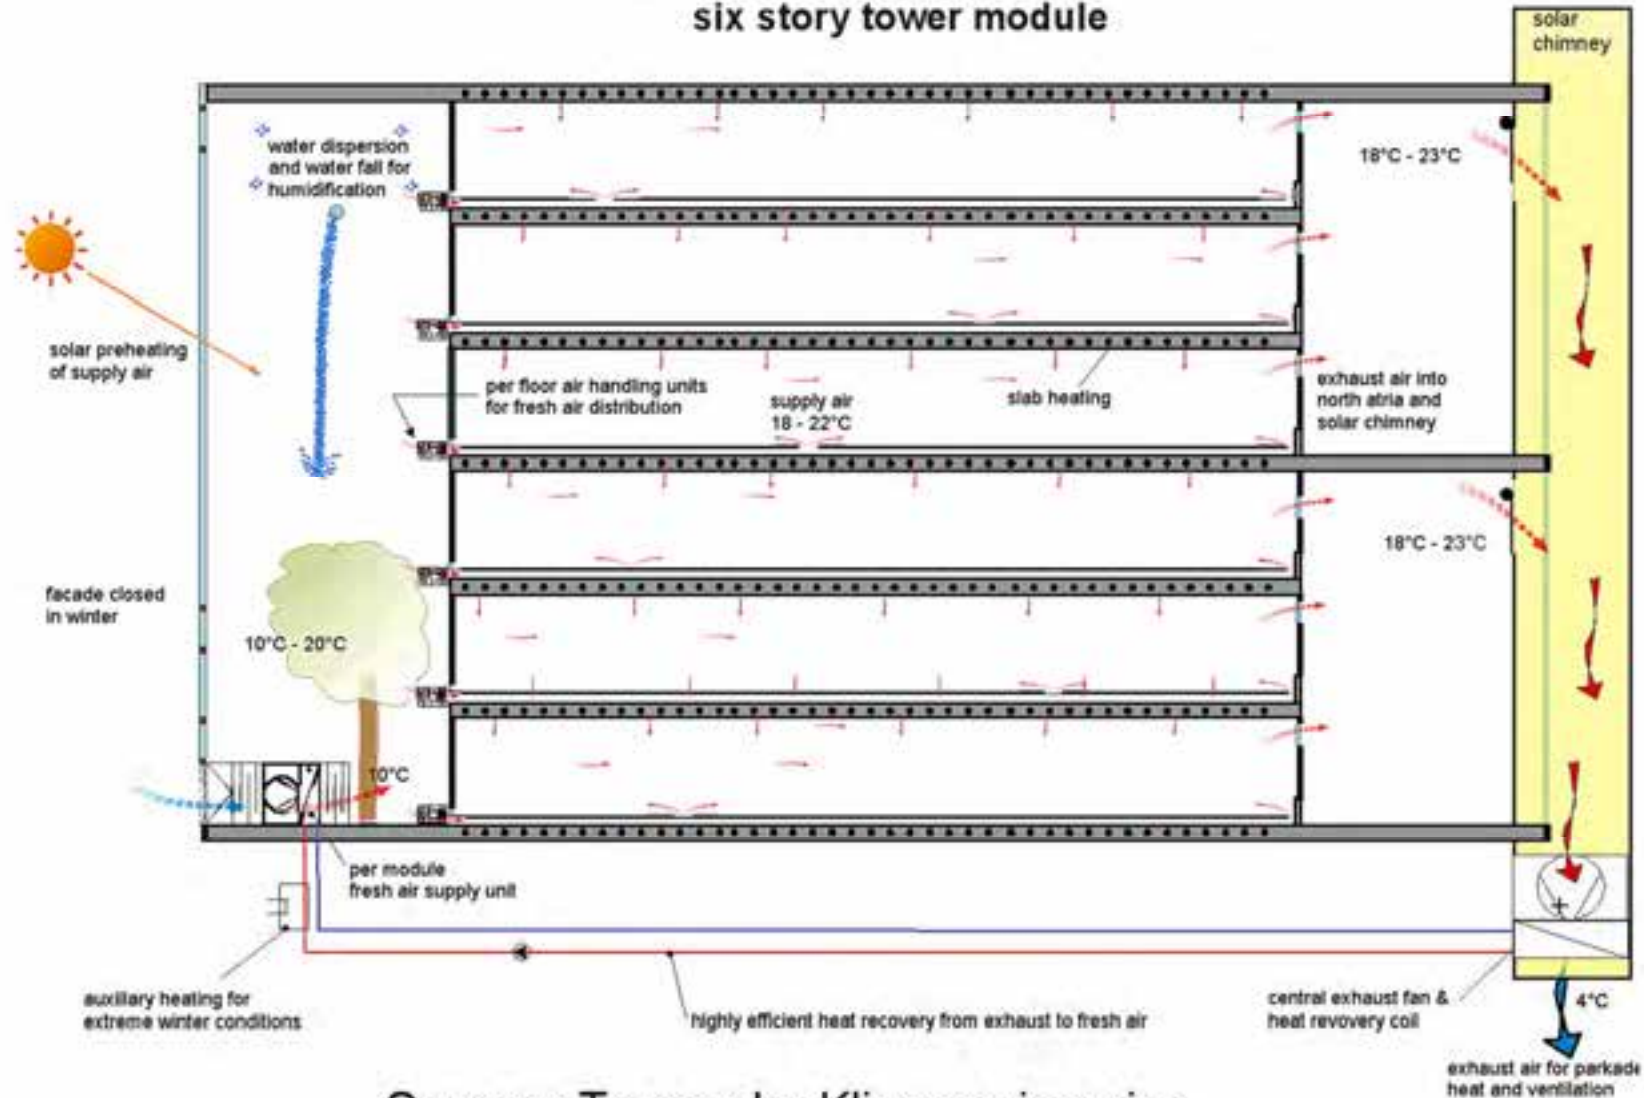 six story tower module
solar
chimney
water dispersion
and water fall for
humidification
18°C - 23°C
solar preheating
of supply air
per floor air handling units
for fresh air distribution
supply air
18 - 22°C
slab heating
exhaust air into
north atria and
solar chimney
18°C - 23°C
facade closed
in winter
10°C - 20°C
10°C
per module
fresh air supply unit
auxillary heating for
extreme winter conditions
highly efficient heat recovery from exhaust to fresh air
central exhaust fan &
heat revovery coil
4°C
exhaust air for parkade
heat and ventilation